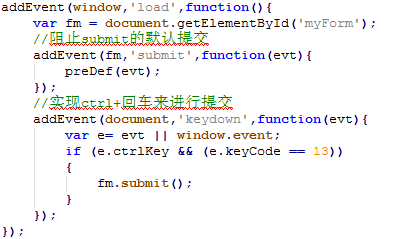 addEvent(window,'load',function(){
    var fm = document.getElementById('myForm');
    //阻止submit的默认提交
    addEvent(fm,'submit',function(evt){
        preDef(evt);
    });
    //实现ctrl+回车来进行提交
    addEvent(document,'keydown',function(evt){
        var e= evt || window.event;
        if (e.ctrlKey && (e.keyCode == 13))
        {
            fm.submit();
        }
    });
});